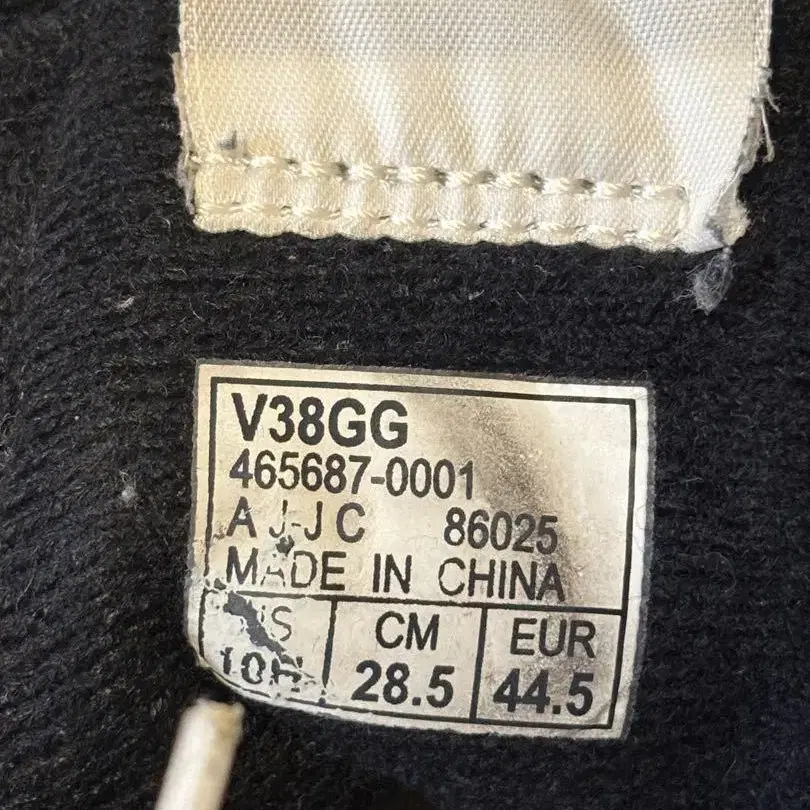 V38GG
465687-0001
A J-J C 86025
MADE IN CHINA
CM EUR
28.5 44.5